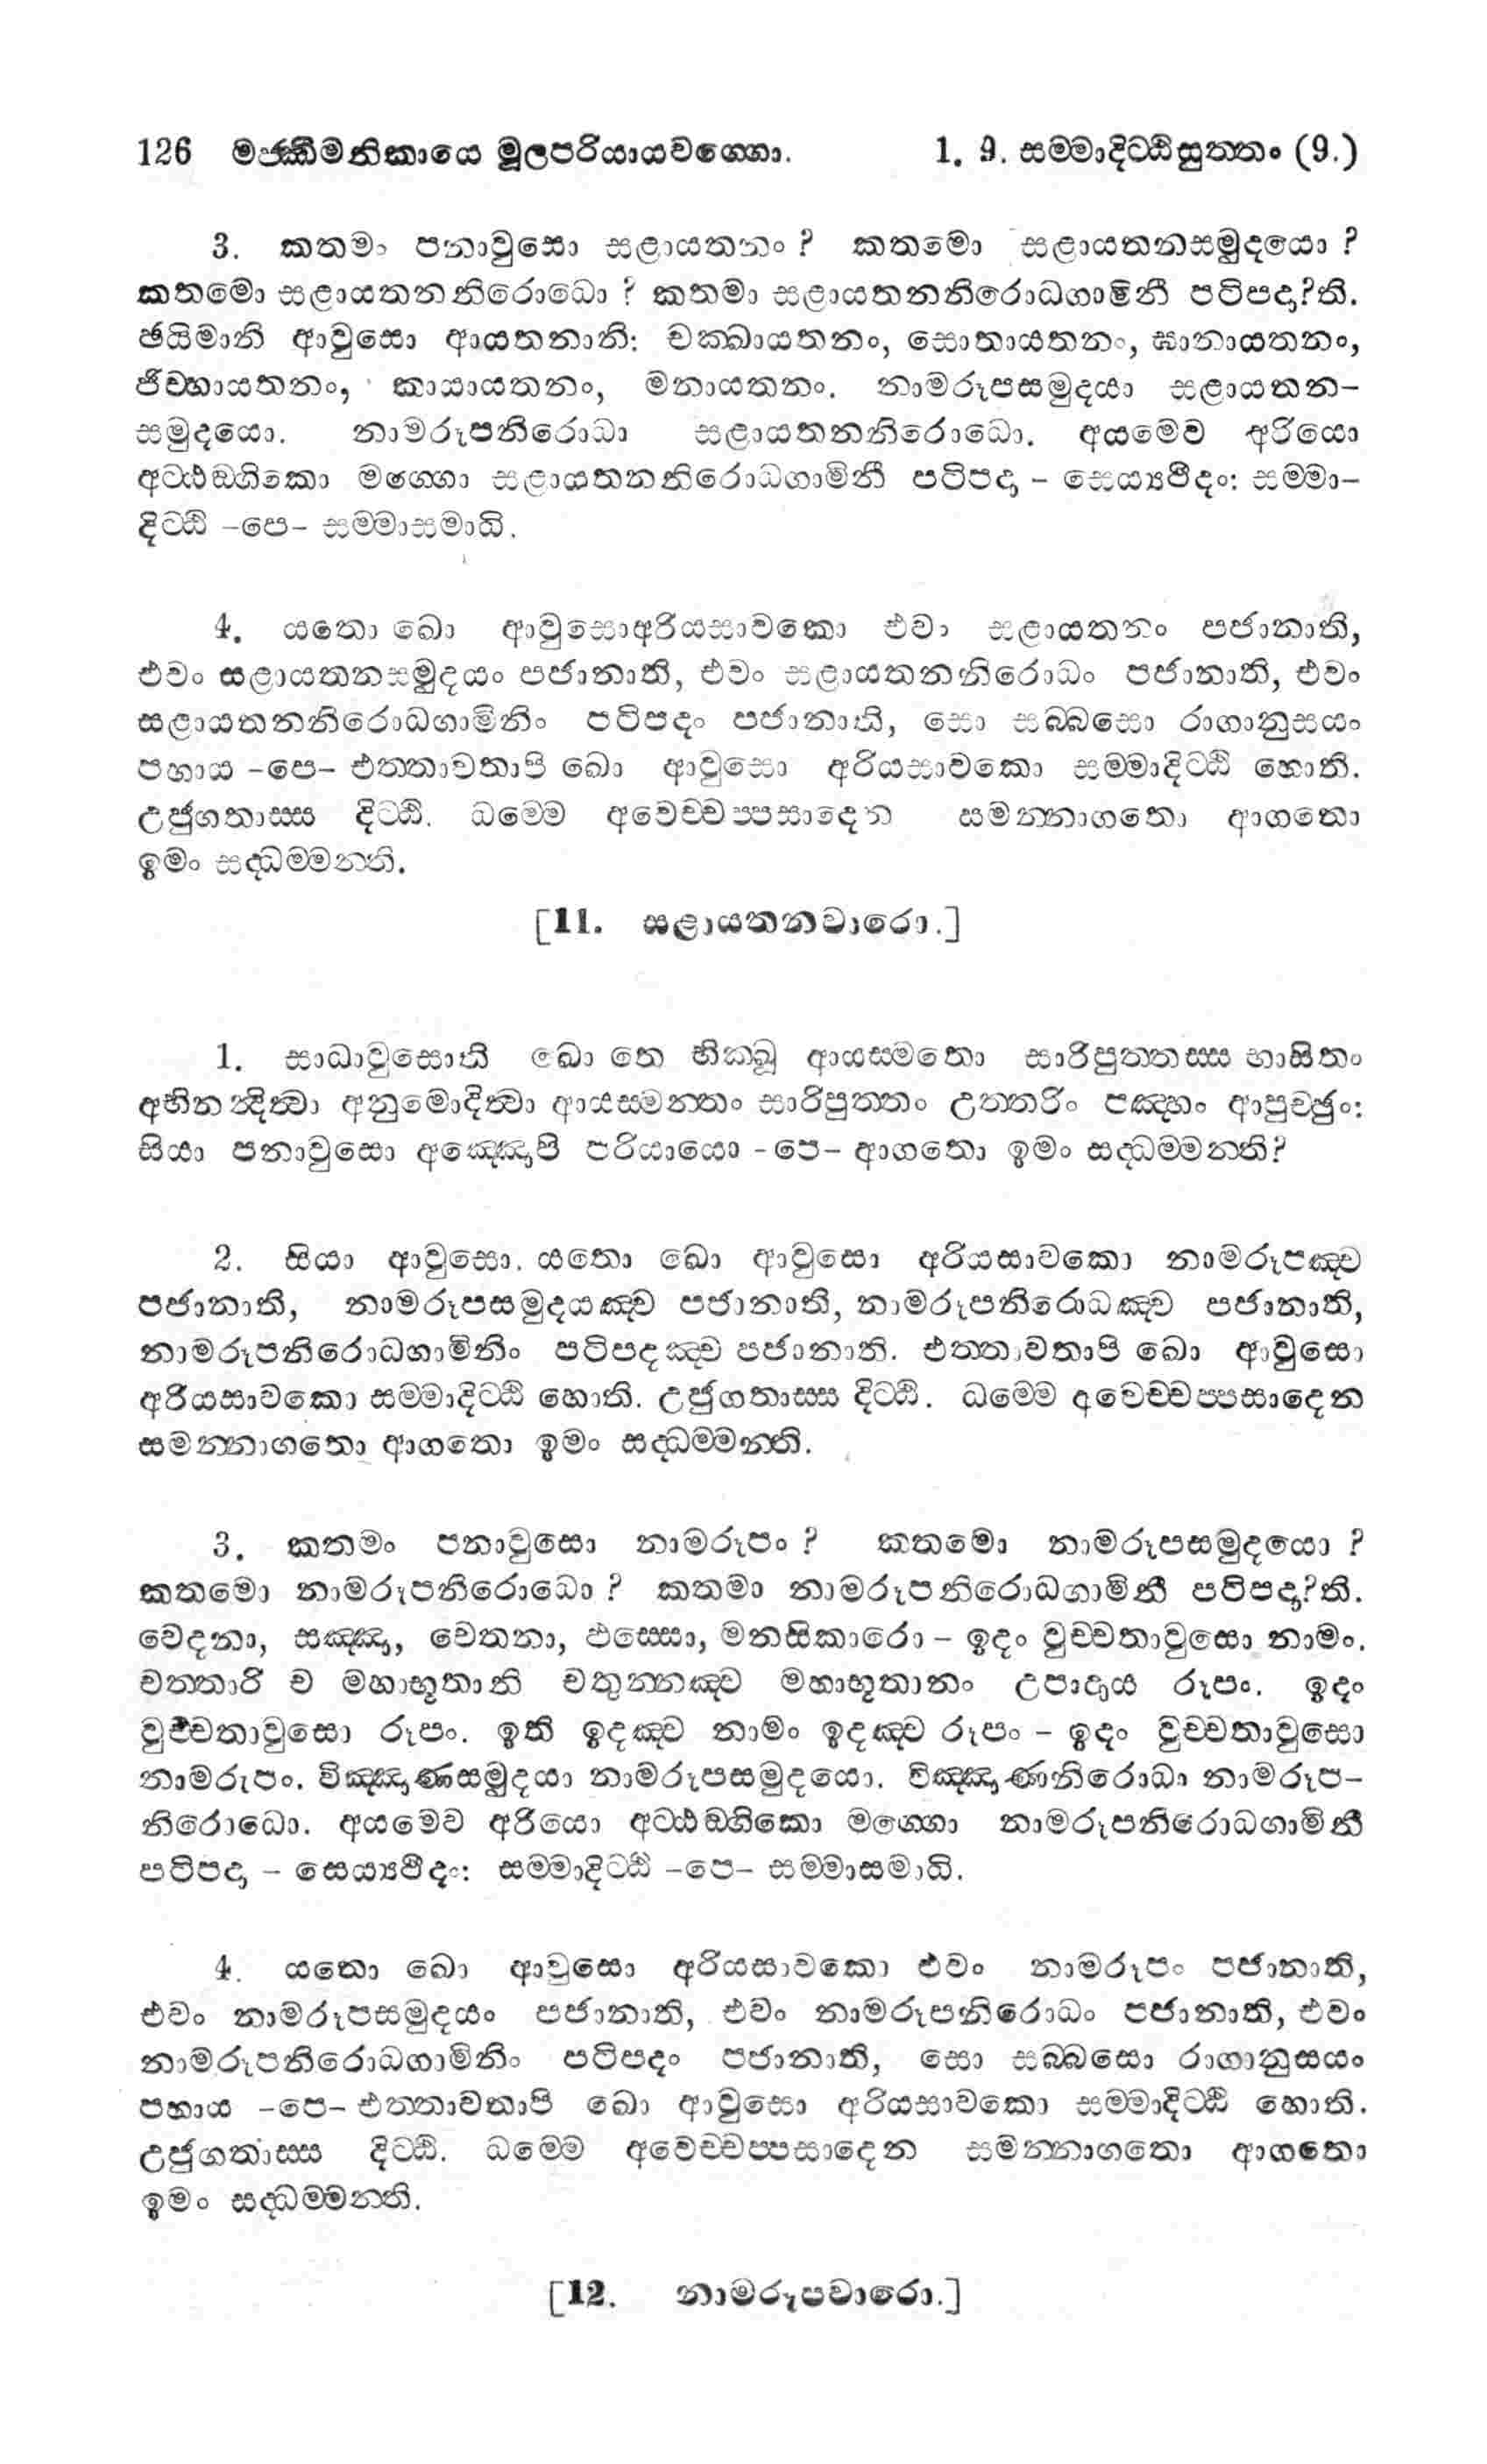 126 මජ්ඣිමනිකායෙ මූලපරියායවග්ගො. 1. 9. සම්මාදිට්ඨිසුත්තං (9.)
3. කතමං පනාවුසො සළායතනං ? කතමො සළායතනසමුදයො ?
කතමො සළායතනනිරොධො ? කතමා සළායතනනිරොධගාමිනී පටිපදා?ති.
ඡයිමානි ආවුසො ආයතනානි: චක්ඛායතනං, සොතායතනං, ඝානායතනං,
ජිව්හායතනං, කායායතනං, මනායතනං. නාමරූපසමුදයා සළායතන-
සමුදයො. නාමරූපනිරොධා සළායතනනිරොධො. අයමෙව අරියො
අට්ඨඞ්ගිකො මග්ගො සළායතනනිරොධගාමිනී පටිපදා - සෙය්‍යථීදං: සම්මා-
දිට්ඨි -පෙ- සම්මාසමාධි.
4. යතො ඛො ආවුසොඅරියසාවකො එවං සළායතනං පජානාති,
එවං සළායතනසමුදයං පජානාති, එවං සළායතනනිරොධං පජානාති, එවං
සළායතනනිරොධගාමිනිං පටිපදං පජානාති, සො සබ්බසො රාගානුසයං
පහාය -පෙ- එත්තාවතාපි ඛො ආවුසො අරියසාවකො සම්මාදිට්ඨි හොති.
උජුගතාස්ස දිට්ඨි. ධම්මෙ අවෙච්චප්පසාදෙන සමන්නාගතො ආගතො
ඉමං සද්ධම්මන්ති.
[11. සළායතනවාරො.]
1. සාධාවුසොති ඛො තෙ භික්ඛූ ආයස්මතො සාරිපුත්තස්ස භාසිතං
අභිනන්දිත්‍වා අනුමොදිත්‍වා ආයස්මන්තං සාරිපුත්තං උත්තරිං පඤ්හං ආපුච්ඡුං:
සියා පනාවුසො අඤ්ඤොපි පරියායො -පෙ- ආගතො ඉමං සද්ධම්මන්ති?
2. සියා ආවුසො. යතො ඛො ආවුසො අරියසාවකො නාමරූපඤ්ච
පජානාති, නාමරූපසමුදයඤ්ච පජානාති, නාමරූපනිරොධඤ්ච පජානාති,
නාමරූපනිරොධගාමිනිං පටිපදඤ්ච පජානාති. එත්තාවතාපි ඛො ආවුසො
අරියසාවකො සම්මාදිට්ඨි හොති. උජුගතාස්ස දිට්ඨි. ධම්මෙ අවෙච්චප්පසාදෙන
සමන්නාගතො ආගතො ඉමං සද්ධම්මන්ති.
3. කතමං පනාවුසො නාමරූපං ? කතමො නාමරූපසමුදයො ?
කතමො නාමරූපනිරොධො ? කතමා නාමරූපනිරොධගාමිනී පටිපදා?ති.
වෙදනා, සඤ්ඤා, චෙතනා, ඵස්සො, මනසිකාරො - ඉදං වුච්චතාවුසො නාමං.
චත්තාරි ච මහාභූතානි චතුන්නඤ්ච මහාභූතානං උපාදාය රූපං. ඉදං
වුච්චතාවුසො රූපං. ඉති ඉදඤ්ච නාමං ඉදඤ්ච රූපං - ඉදං වුච්චතාවුසො
නාමරූපං. විඤ්ඤාණසමුදයා නාමරූපසමුදයො. විඤ්ඤාණනිරොධා නාමරූප-
නිරොධො. අයමෙව අරියො අට්ඨඞ්ගිකො මග්ගො නාමරූපනිරොධගාමිනී
පටිපදා - සෙය්‍යථීදං: සම්මාදිට්ඨි -පෙ- සම්මාසමාධි.
4. යතො ඛො ආවුසො අරියසාවකො එවං නාමරූපං පජානාති,
එවං නාමරූපසමුදයං පජානාති, එවං නාමරූපනිරොධං පජානාති, එවං
නාමරූපනිරොධගාමිනිං පටිපදං පජානාති, සො සබ්බසො රාගානුසයං
පහාය -පෙ- එත්තාවතාපි ඛො ආවුසො අරියසාවකො සම්මාදිට්ඨි හොති.
උජුගතාස්ස දිට්ඨි. ධම්මෙ අවෙච්චප්පසාදෙන සමන්නාගතො ආගතො
ඉමං සද්ධම්මන්ති.
[12. නාමරූපවාරො.]